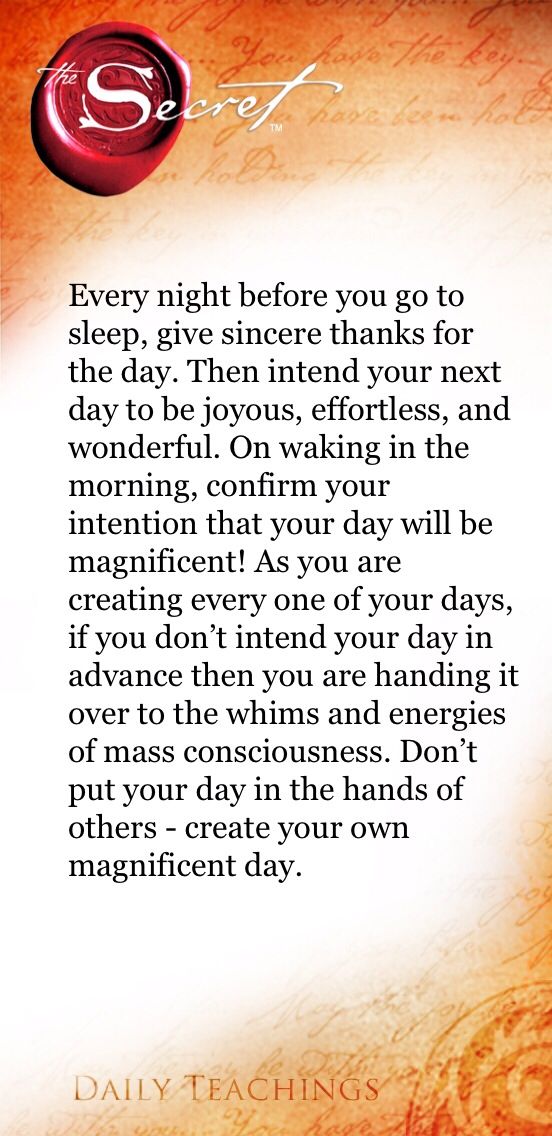 the Secret™
Every night before you go to
sleep, give sincere thanks for
the day. Then intend your next
day to be joyous, effortless, and
wonderful. On waking in the
morning, confirm your
intention that your day will be
magnificent! As you are
creating every one of your days,
if you don’t intend your day in
advance then you are handing it
over to the whims and energies
of mass consciousness. Don’t
put your day in the hands of
others - create your own
magnificent day.
DAILY TEACHINGS